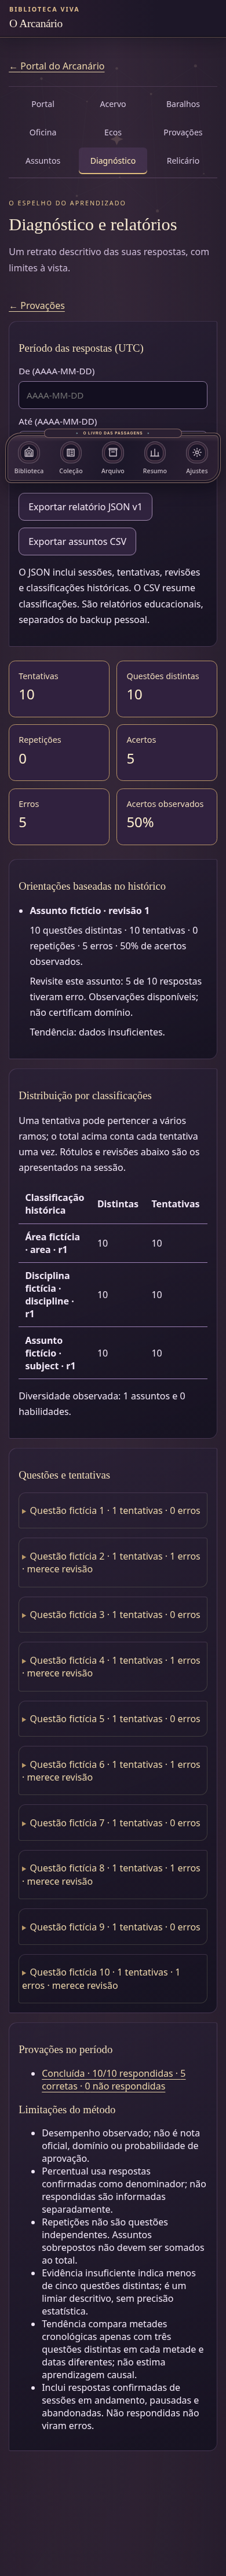 BIBLIOTECA VIVA
O Arcanário
← Portal do Arcanário
Portal
Acervo
Baralhos
Oficina
Ecos
Provações
Assuntos
Diagnóstico
Relicário
O ESPELHO DO APRENDIZADO
Diagnóstico e relatórios
Um retrato descritivo das suas respostas, com
limites à vista.
← Provações
Período das respostas (UTC)
De (AAAA-MM-DD)
AAAA-MM-DD
Até (AAAA-MM-DD)
O LIVRO DAS PASSAGENS
Biblioteca
Coleção
Arquivo
Resumo
Ajustes
Exportar relatório JSON v1
Exportar assuntos CSV
O JSON inclui sessões, tentativas, revisões
e classificações históricas. O CSV resume
classificações. São relatórios educacionais,
separados do backup pessoal.
Tentativas
10
Questões distintas
10
Repetições
0
Acertos
5
Erros
5
Acertos observados
50%
Orientações baseadas no histórico
• Assunto fictício · revisão 1
10 questões distintas · 10 tentativas · 0
repetições · 5 erros · 50% de acertos
observados.
Revisite este assunto: 5 de 10 respostas
tiveram erro. Observações disponíveis;
não certificam domínio.
Tendência: dados insuficientes.
Distribuição por classificações
Uma tentativa pode pertencer a vários
ramos; o total acima conta cada tentativa
uma vez. Rótulos e revisões abaixo são os
apresentados na sessão.
Classificação
histórica
Distintas
Tentativas
Área fictícia
· area · r1
10
10
Disciplina
fictícia ·
discipline ·
r1
10
10
Assunto
fictício ·
subject · r1
10
10
Diversidade observada: 1 assuntos e 0
habilidades.
Questões e tentativas
▸ Questão fictícia 1 · 1 tentativas · 0 erros
▸ Questão fictícia 2 · 1 tentativas · 1 erros
· merece revisão
▸ Questão fictícia 3 · 1 tentativas · 0 erros
▸ Questão fictícia 4 · 1 tentativas · 1 erros
· merece revisão
▸ Questão fictícia 5 · 1 tentativas · 0 erros
▸ Questão fictícia 6 · 1 tentativas · 1 erros
· merece revisão
▸ Questão fictícia 7 · 1 tentativas · 0 erros
▸ Questão fictícia 8 · 1 tentativas · 1 erros
· merece revisão
▸ Questão fictícia 9 · 1 tentativas · 0 erros
▸ Questão fictícia 10 · 1 tentativas · 1
erros · merece revisão
Provações no período
• Concluída · 10/10 respondidas · 5
corretas · 0 não respondidas
Limitações do método
• Desempenho observado; não é nota
oficial, domínio ou probabilidade de
aprovação.
• Percentual usa respostas
confirmadas como denominador; não
respondidas são informadas
separadamente.
• Repetições não são questões
independentes. Assuntos
sobrepostos não devem ser somados
ao total.
• Evidência insuficiente indica menos
de cinco questões distintas; é um
limiar descritivo, sem precisão
estatística.
• Tendência compara metades
cronológicas apenas com três
questões distintas em cada metade e
datas diferentes; não estima
aprendizagem causal.
• Inclui respostas confirmadas de
sessões em andamento, pausadas e
abandonadas. Não respondidas não
viram erros.